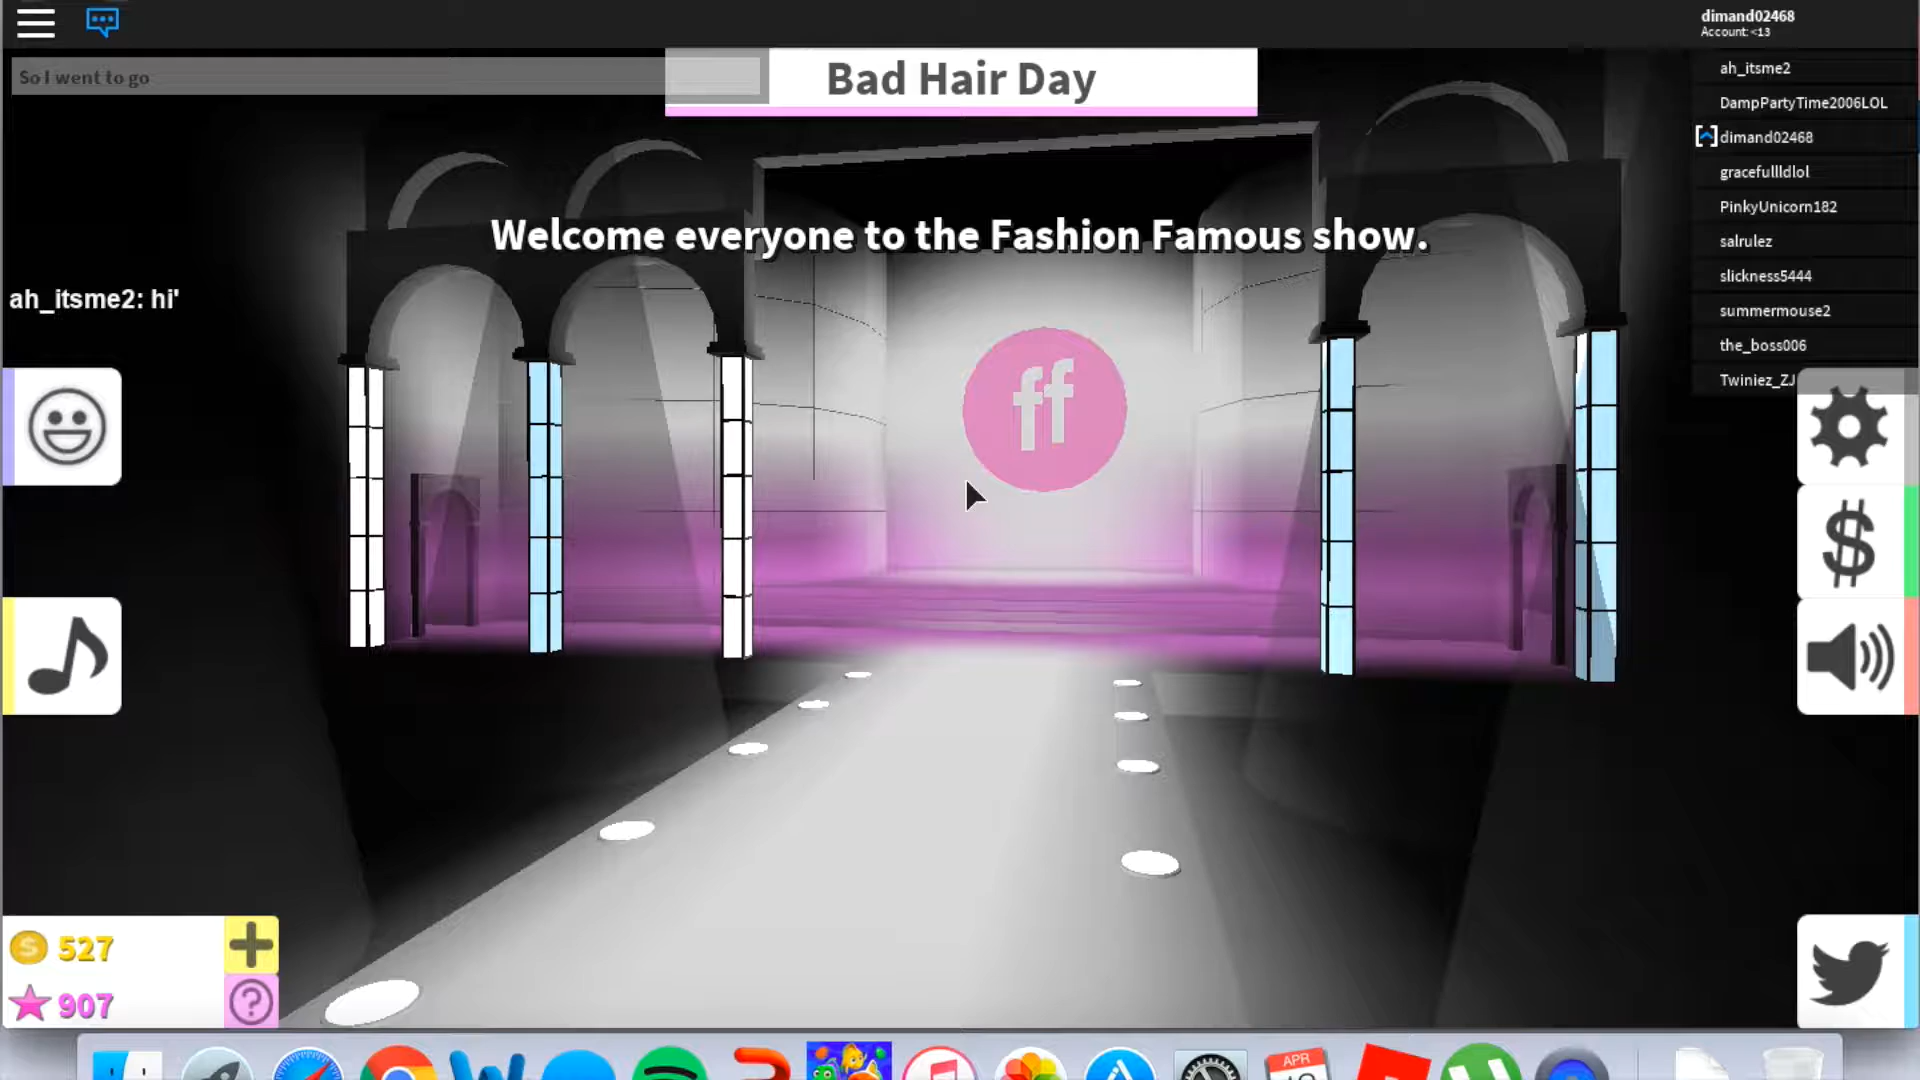 dimand02468
Account: <13
So I went to go
Bad Hair Day
ah_itsme2
DampPartyTime2006LOL
dimand02468
gracefullldlol
PinkyUnicorn182
salrulez
slickness5444
summermouse2
the_boss006
Twiniez_ZJ
Welcome everyone to the Fashion Famous show.
ah_itsme2: hi'
ff
527
907
APR